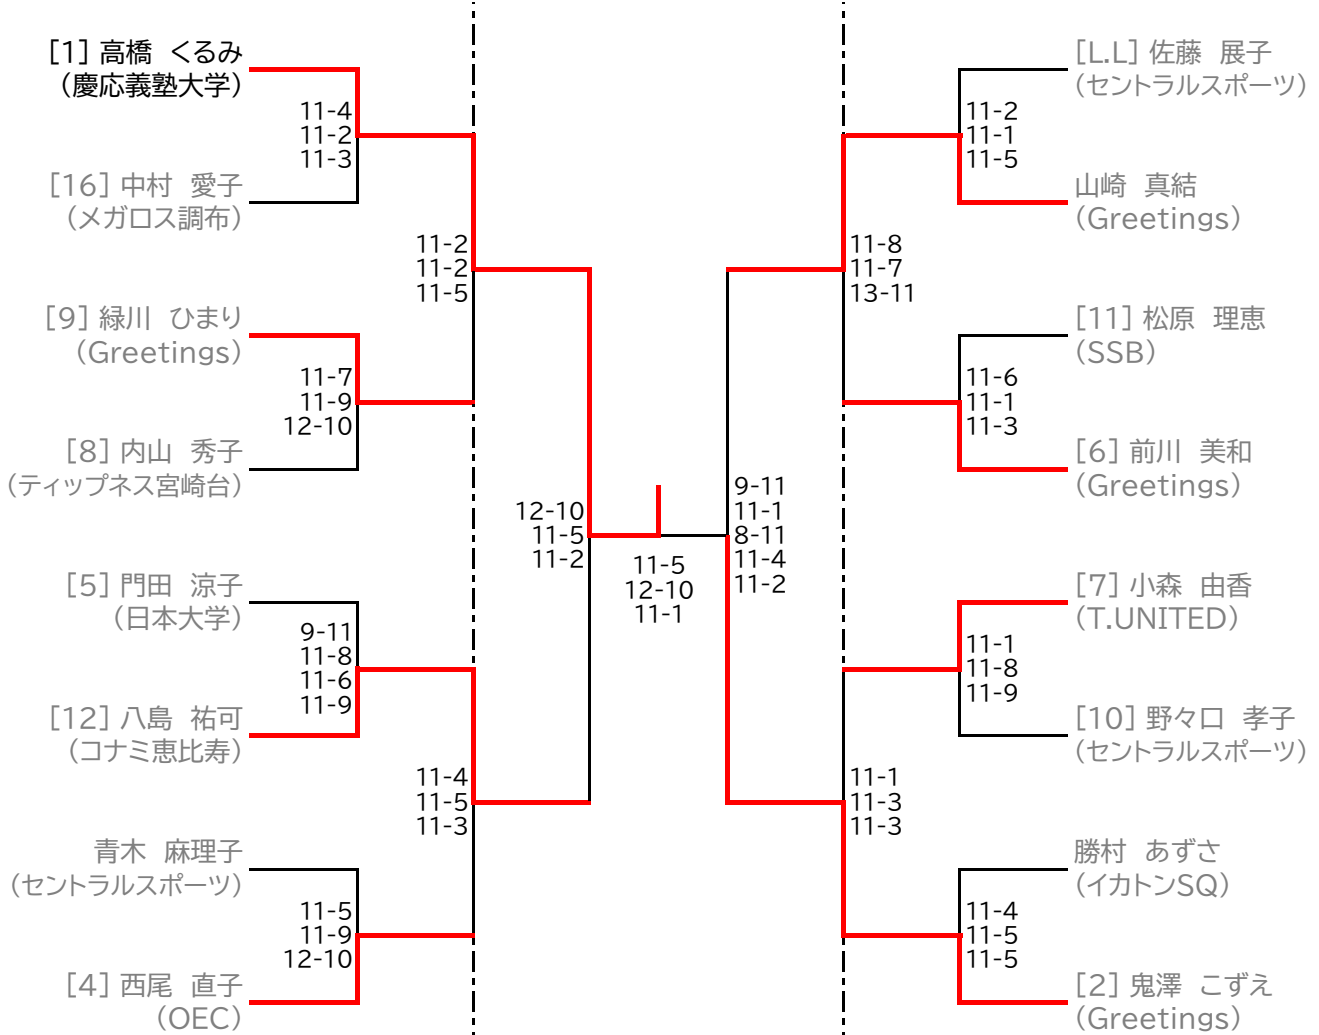 [1] 高橋　くるみ
（慶応義塾大学）
11-4
11-2
11-3
[16] 中村　愛子
（メガロス調布）
11-2
11-2
11-5
[9] 緑川　ひまり
（Greetings）
11-7
11-9
12-10
[8] 内山　秀子
（ティップネス宮崎台）
12-10
11-5
11-2
[5] 門田　涼子
（日本大学）
9-11
11-8
11-6
11-9
[12] 八島　祐可
（コナミ恵比寿）
11-4
11-5
11-3
青木　麻理子
（セントラルスポーツ）
11-5
11-9
12-10
[4] 西尾　直子
（OEC）
11-5
12-10
11-1
[L.L] 佐藤　展子
（セントラルスポーツ）
11-2
11-1
11-5
山崎　真結
（Greetings）
11-8
11-7
13-11
[11] 松原　理恵
（SSB）
11-6
11-1
11-3
[6] 前川　美和
（Greetings）
9-11
11-1
8-11
11-4
11-2
[7] 小森　由香
（T.UNITED）
11-1
11-8
11-9
[10] 野々口　孝子
（セントラルスポーツ）
11-1
11-3
11-3
勝村　あずさ
（イカトンSQ）
11-4
11-5
11-5
[2] 鬼澤　こずえ
（Greetings）